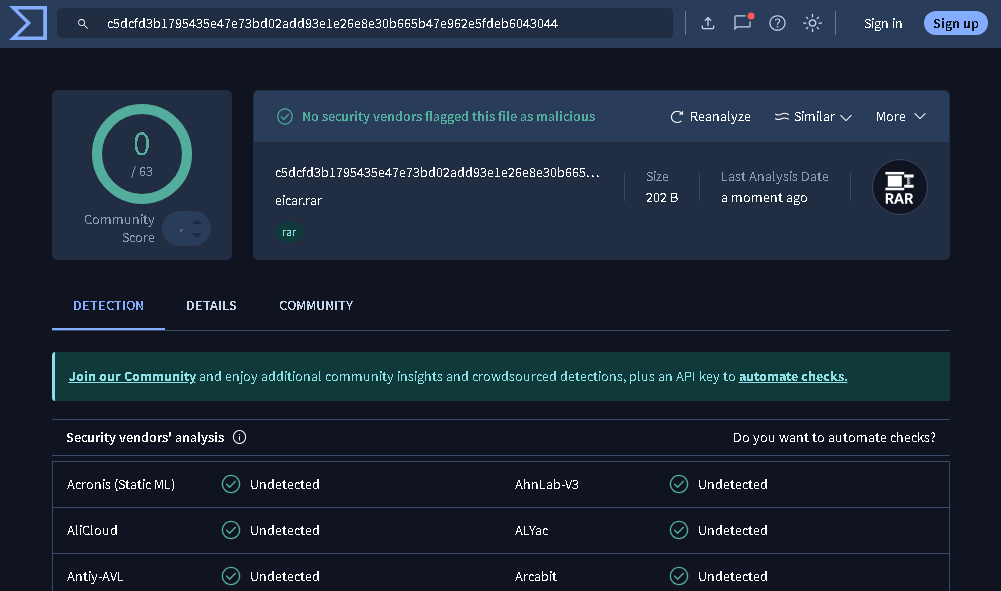 c5dcfd3b1795435e47e73bd02add93e1e26e8e30b665b47e962e5fdeb6043044
Sign in
Sign up
0
/ 63
Community
Score
No security vendors flagged this file as malicious
Reanalyze
Similar
More
c5dcfd3b1795435e47e73bd02add93e1e26e8e30b665...
eicar.rar
rar
Size
202 B
Last Analysis Date
a moment ago
RAR
DETECTION
DETAILS
COMMUNITY
Join our Community and enjoy additional community insights and crowdsourced detections, plus an API key to automate checks.
Security vendors' analysis
Do you want to automate checks?
Acronis (Static ML)
Undetected
AhnLab-V3
Undetected
AliCloud
Undetected
ALYac
Undetected
Antiy-AVL
Undetected
Arcabit
Undetected